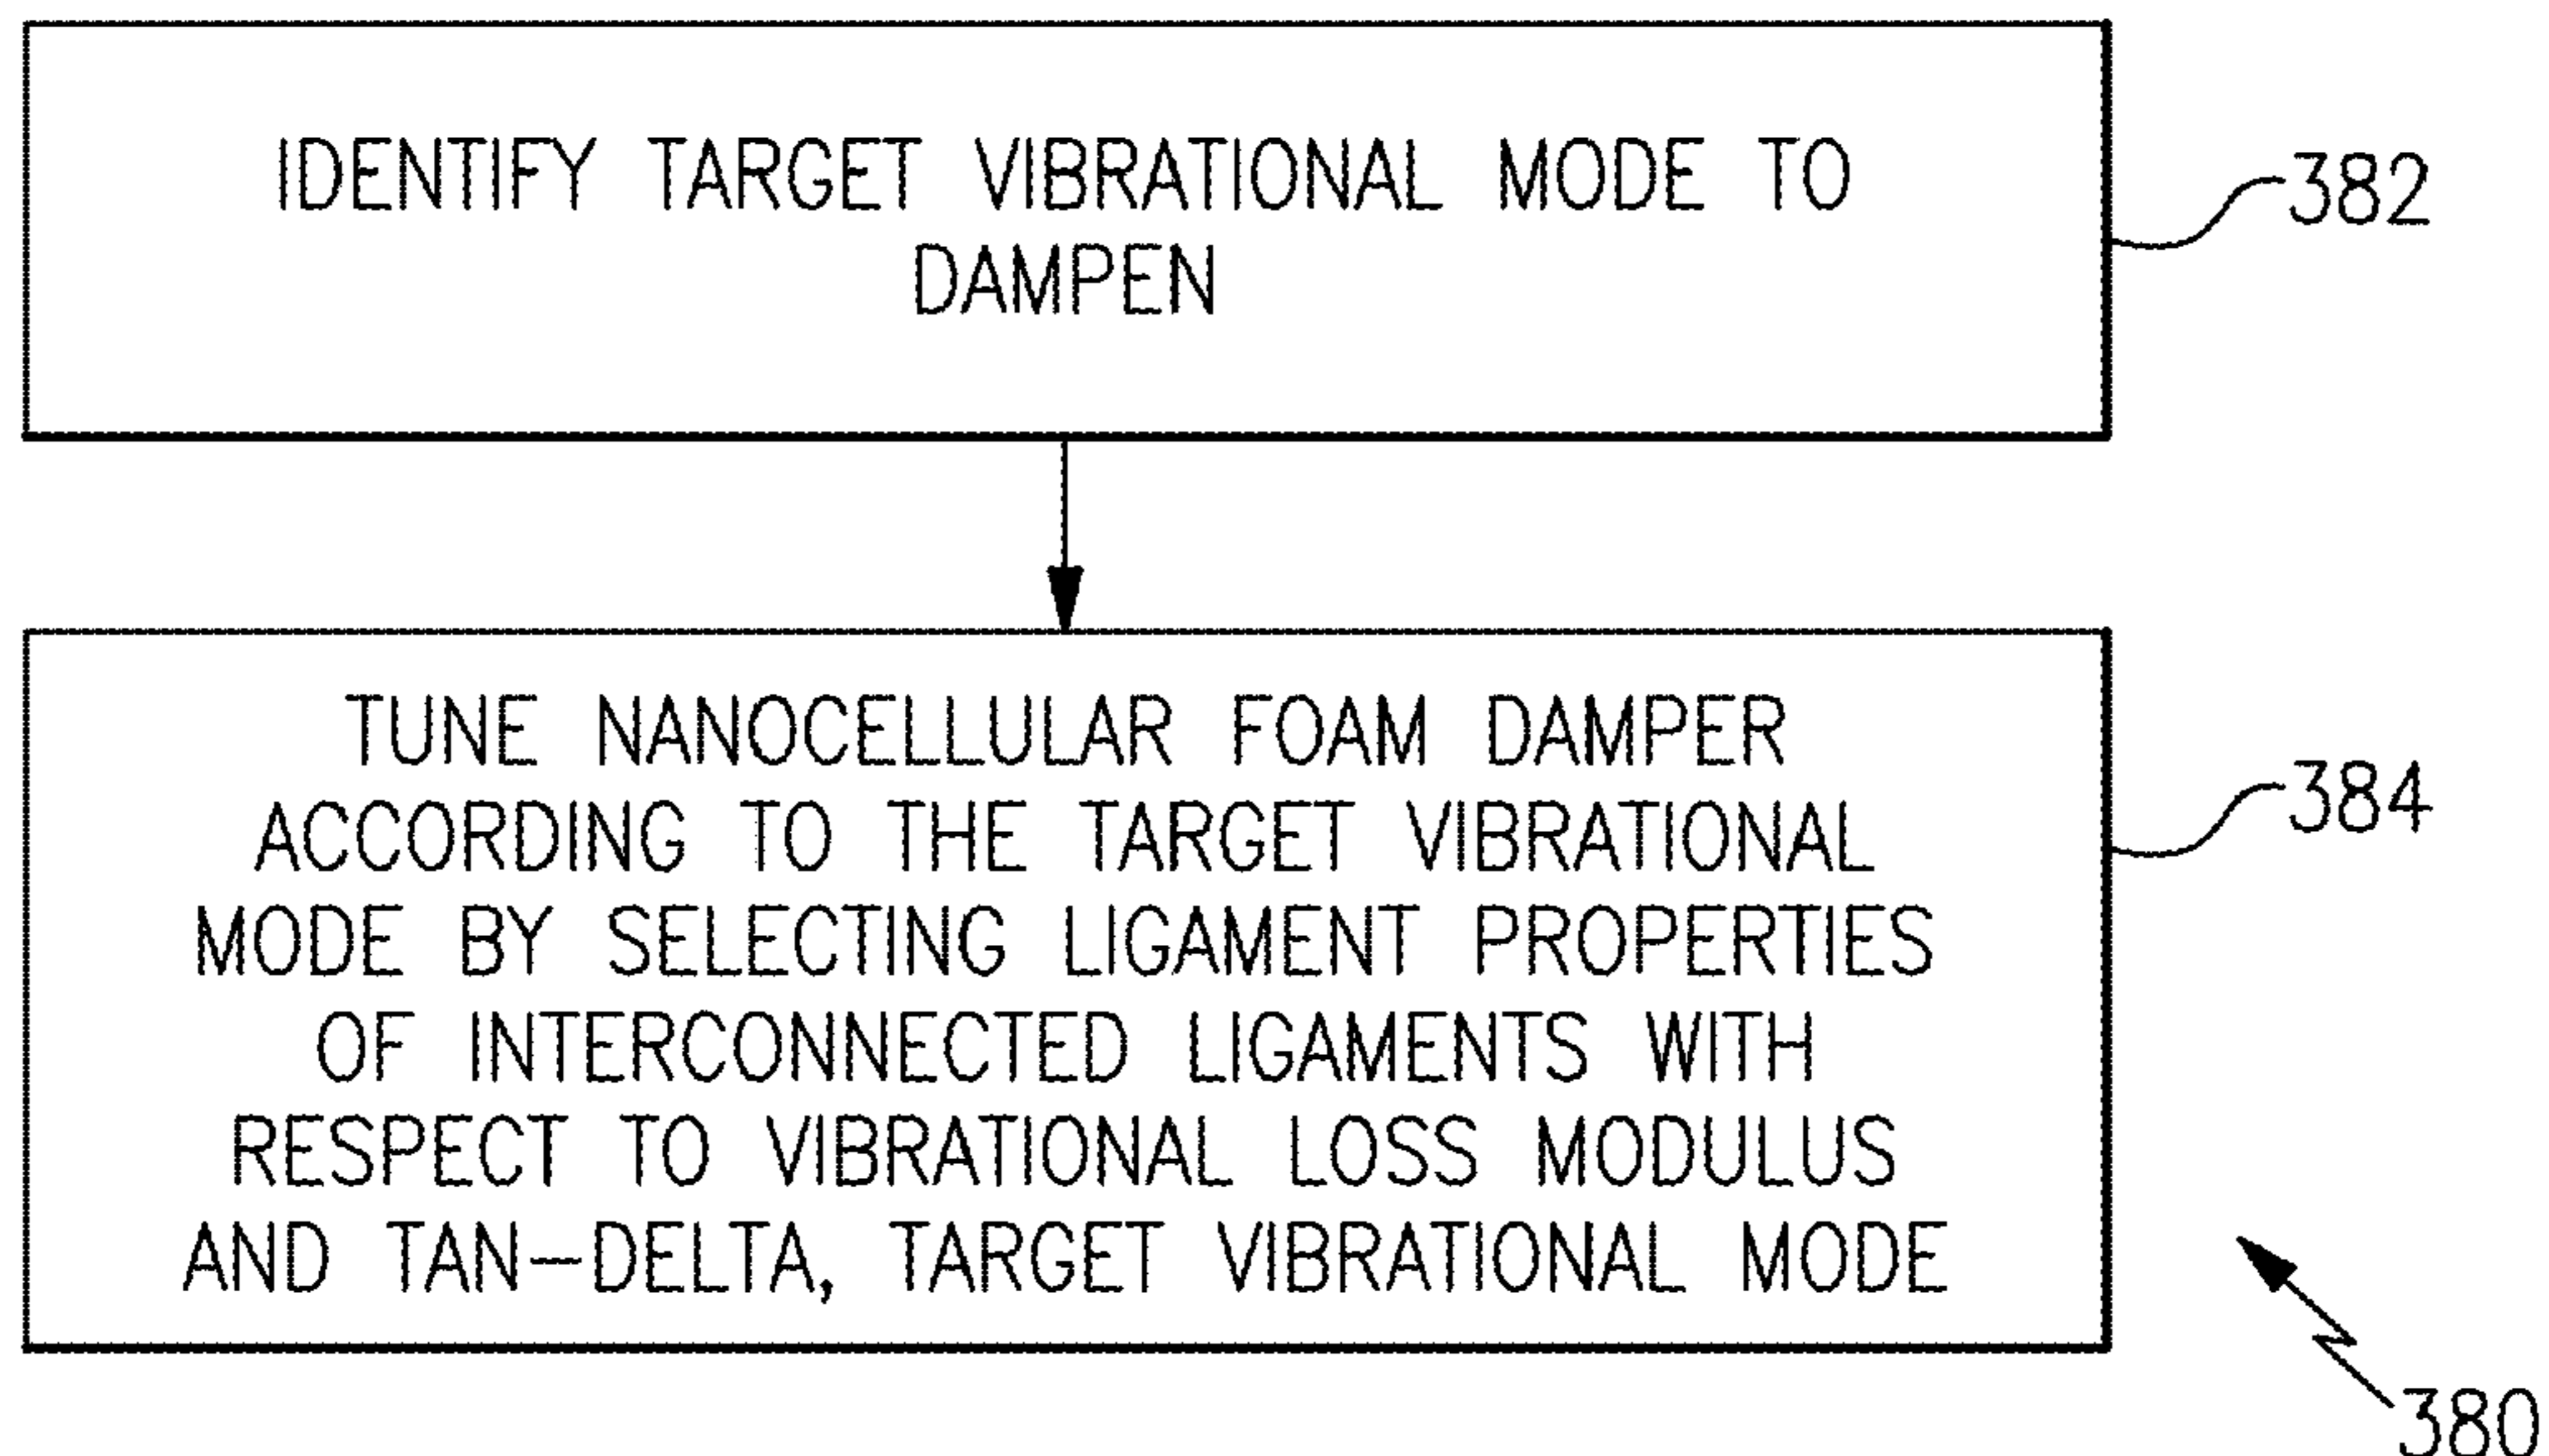 IDENTIFY TARGET VIBRATIONAL MODE TO
DAMPEN
382
TUNE NANOCELLULAR FOAM DAMPER
ACCORDING TO THE TARGET VIBRATIONAL
MODE BY SELECTING LIGAMENT PROPERTIES
OF INTERCONNECTED LIGAMENTS WITH
RESPECT TO VIBRATIONAL LOSS MODULUS
AND TAN-DELTA, TARGET VIBRATIONAL MODE
384
380